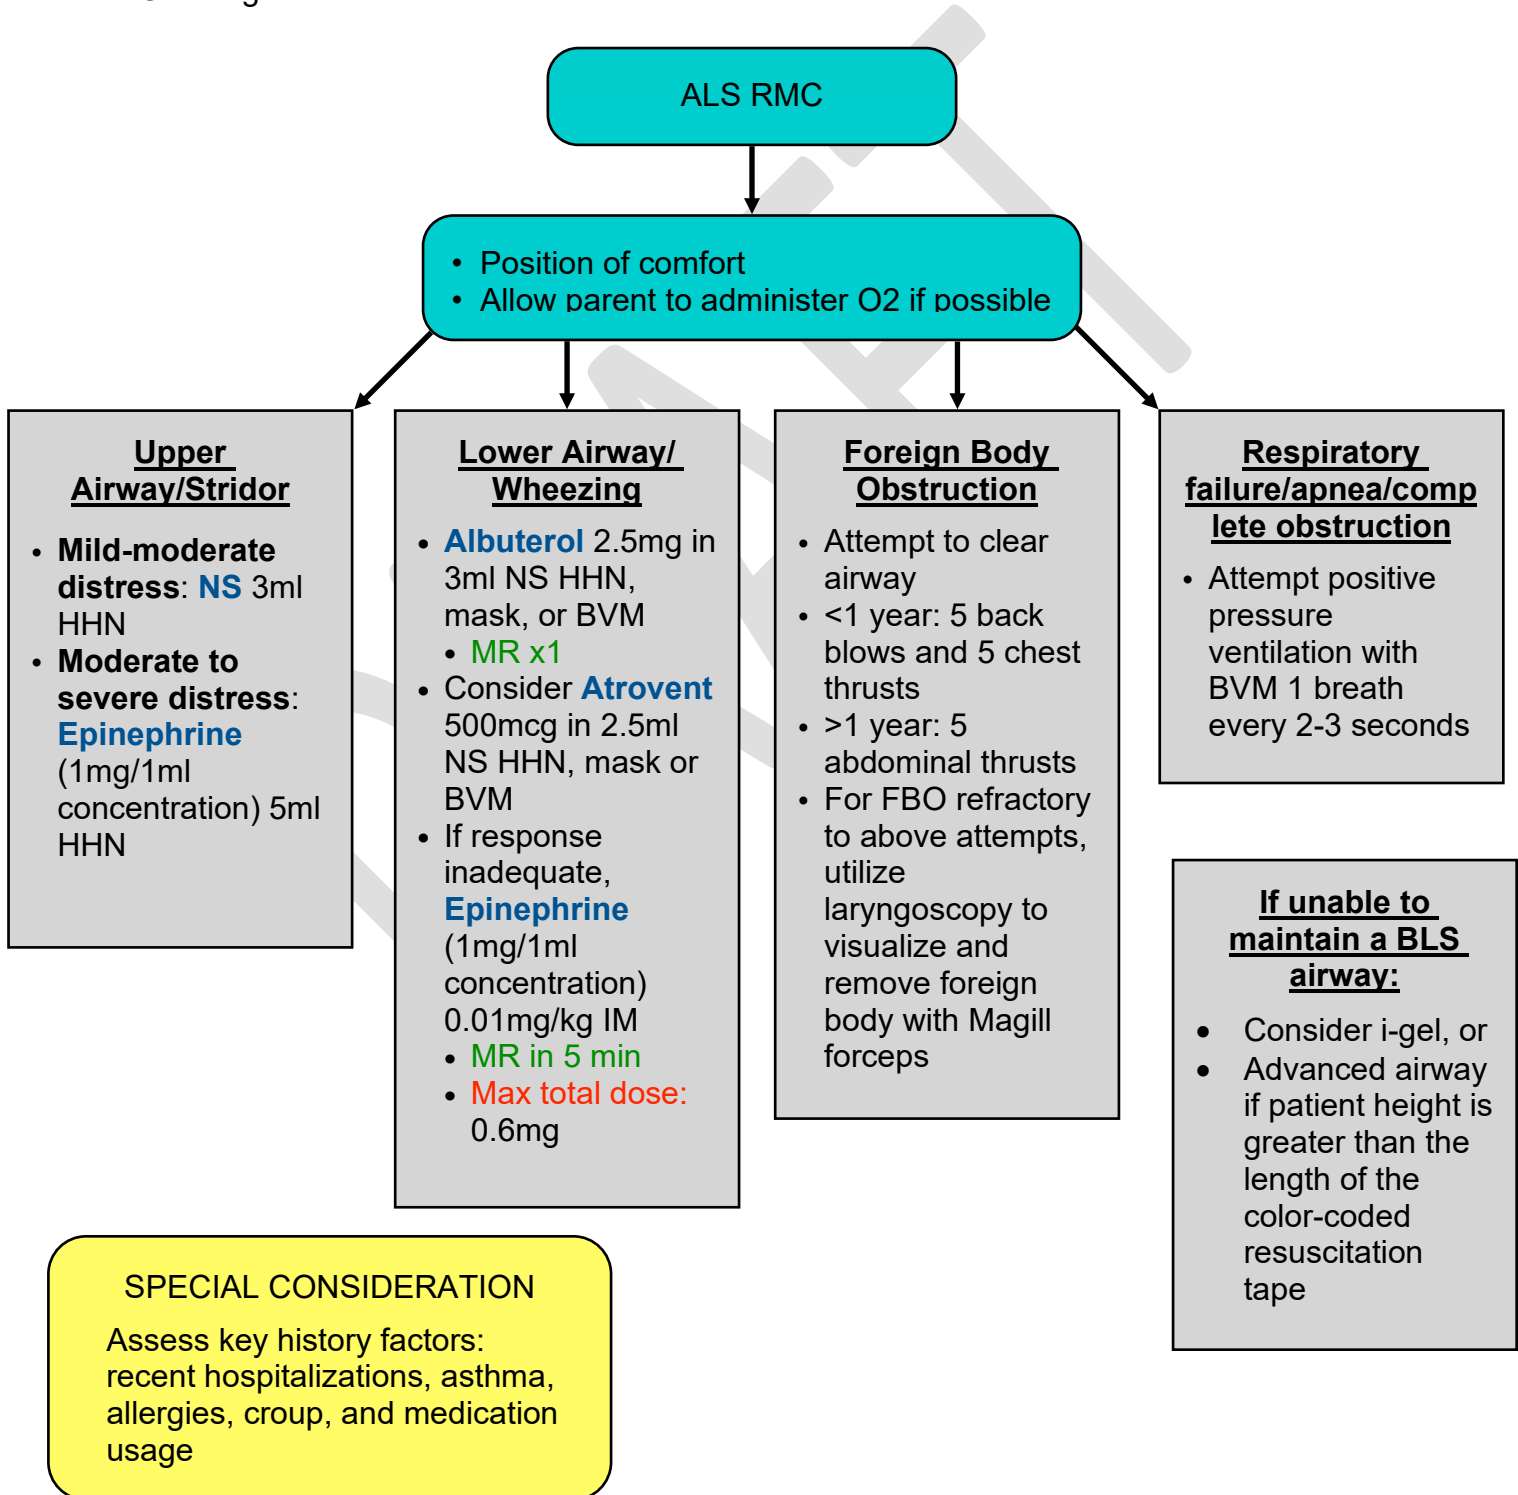 ALS RMC
• Position of comfort
• Allow parent to administer O2 if possible
Upper
Airway/Stridor
• Mild-moderate
distress: NS 3ml
HHN
• Moderate to
severe distress:
Epinephrine
(1mg/1ml
concentration) 5ml
HHN
Lower Airway/
Wheezing
• Albuterol 2.5mg in
3ml NS HHN,
mask, or BVM
• MR x1
• Consider Atrovent
500mcg in 2.5ml
NS HHN, mask or
BVM
• If response
inadequate,
Epinephrine
(1mg/1ml
concentration)
0.01mg/kg IM
• MR in 5 min
• Max total dose:
0.6mg
Foreign Body
Obstruction
• Attempt to clear
airway
• <1 year: 5 back
blows and 5 chest
thrusts
• >1 year: 5
abdominal thrusts
• For FBO refractory
to above attempts,
utilize
laryngoscopy to
visualize and
remove foreign
body with Magill
forceps
Respiratory
failure/apnea/comp
lete obstruction
• Attempt positive
pressure
ventilation with
BVM 1 breath
every 2-3 seconds
If unable to
maintain a BLS
airway:
• Consider i-gel, or
• Advanced airway
if patient height is
greater than the
length of the
color-coded
resuscitation
tape
SPECIAL CONSIDERATION
Assess key history factors:
recent hospitalizations, asthma,
allergies, croup, and medication
usage
DRAFT